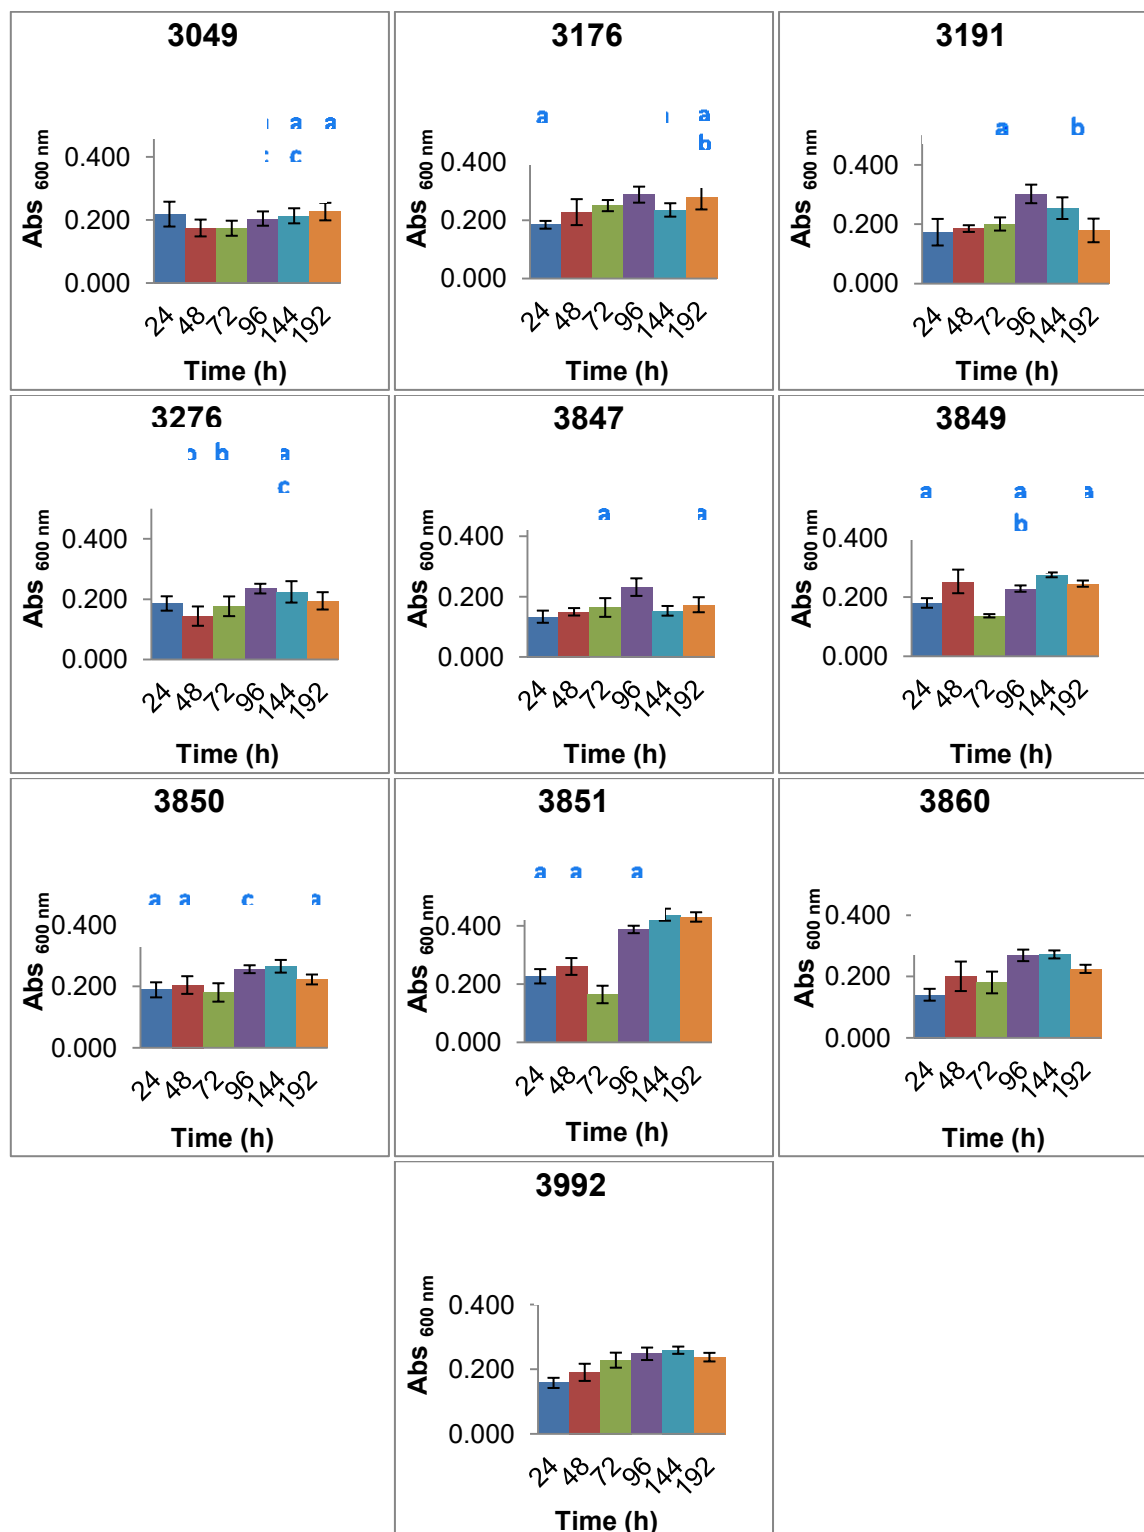 3049
a a
c
Abs 600 nm
0.400
0.200
0.000
24 48 72 96 144 192
Time (h)
3176
a a
b
0.400
Abs 600 nm
0.200
0.000
24 48 72 96 144 192
Time (h)
3191
a b
0.400
Abs 600 nm
0.200
0.000
24 48 72 96 144 192
Time (h)
3276
b a
c
0.400
Abs 600 nm
0.200
0.000
24 48 72 96 144 192
Time (h)
3847
a a
0.400
Abs 600 nm
0.200
0.000
24 48 72 96 144 192
Time (h)
3849
a a a
b
0.400
Abs 600 nm
0.200
0.000
24 48 72 96 144 192
Time (h)
3850
a a c a
0.400
Abs 600 nm
0.200
0.000
24 48 72 96 144 192
Time (h)
3851
a a a
0.400
Abs 600 nm
0.200
0.000
24 48 72 96 144 192
Time (h)
3860
0.400
Abs 600 nm
0.200
0.000
24 48 72 96 144 192
Time (h)
3992
0.400
Abs 600 nm
0.200
0.000
24 48 72 96 144 192
Time (h)